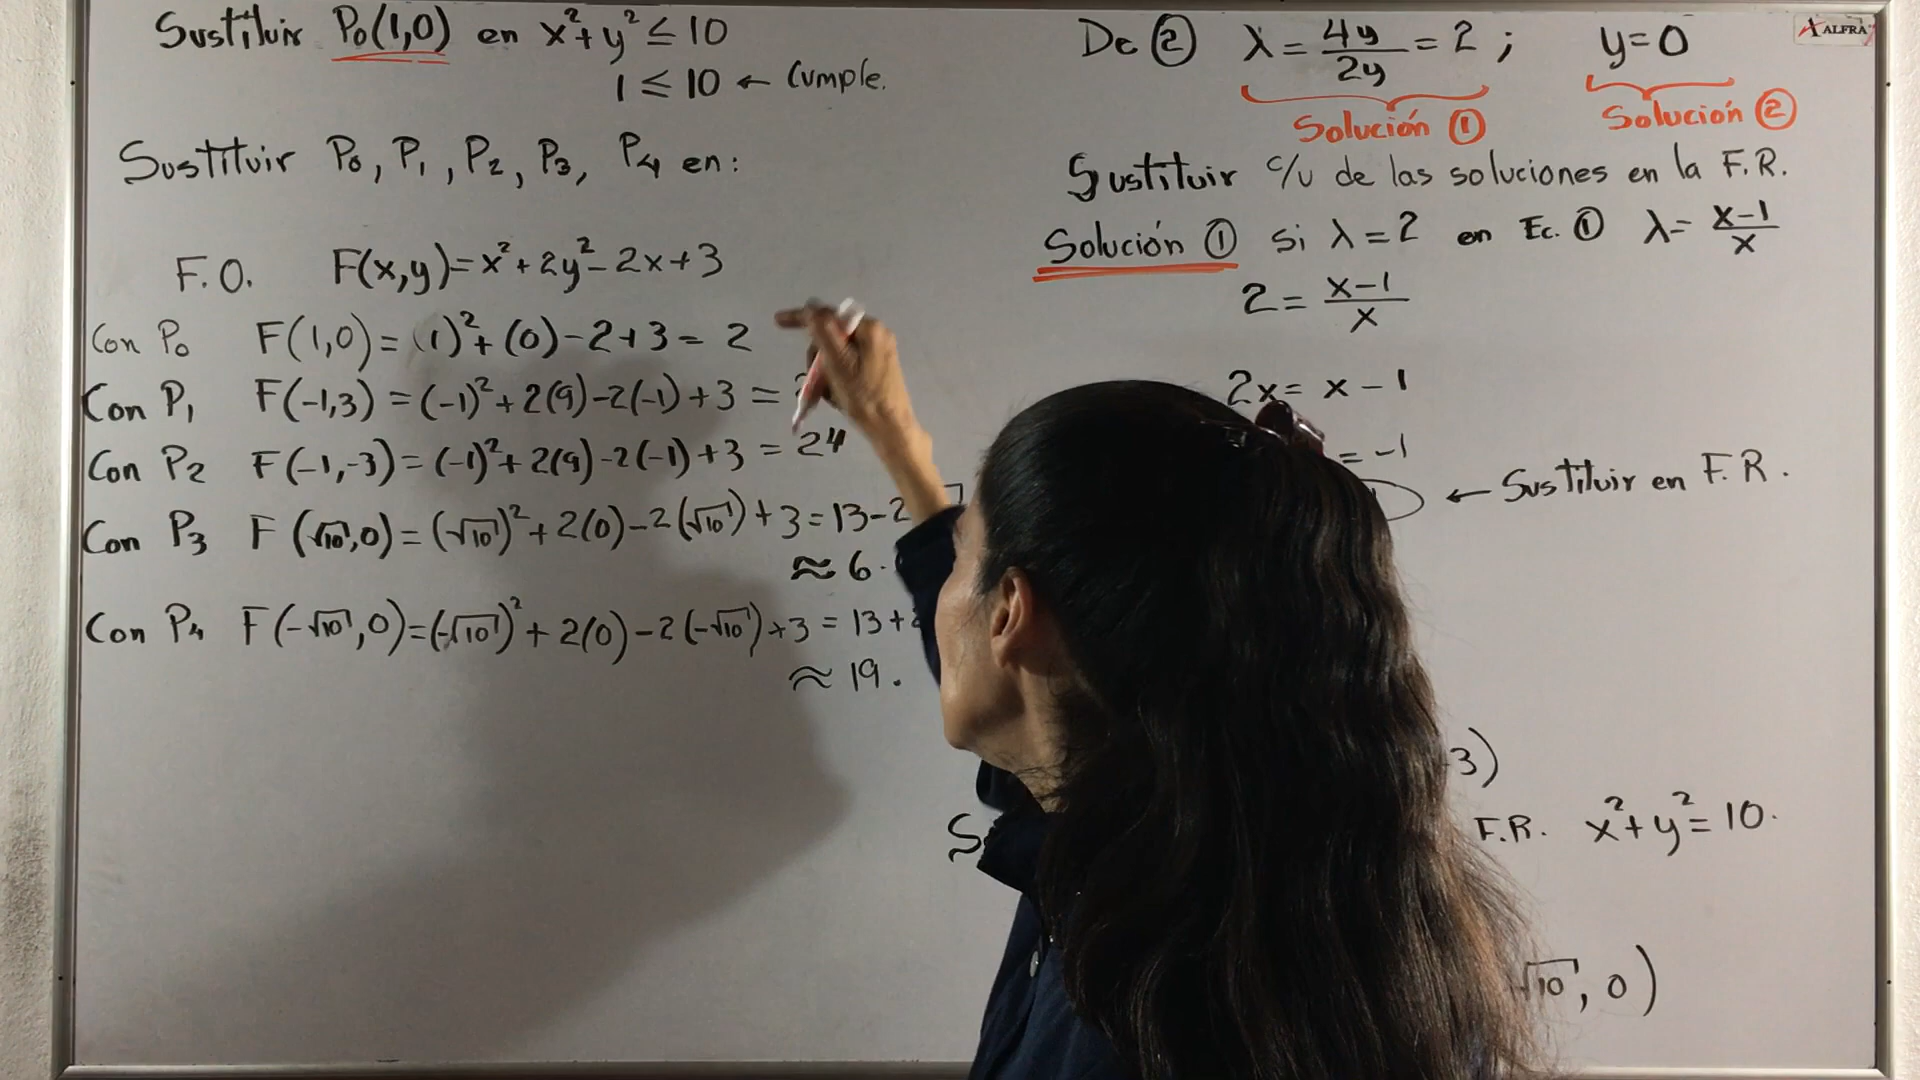 Sustituir P₀(1,0) en x²+y² ≤ 10
1 ≤ 10 ← Cumple.
Sustituir P₀, P₁, P₂, P₃, P₄ en:
F.O. F(x,y)=x²+2y²-2x+3
Con P₀ F(1,0)=(1)²+(0)-2+3=2
Con P₁ F(-1,3)=(-1)²+2(9)-2(-1)+3=
Con P₂ F(-1,-3)=(-1)²+2(9)-2(-1)+3=24
Con P₃ F(√10,0)=(√10)²+2(0)-2(√10)+3=13-2
≈6.
Con P₄ F(-√10,0)=(-√10)²+2(0)-2(-√10)+3=13+
≈19.
De ② λ=4y/2y=2; y=0
Solución ① Solución ②
Sustituir c/u de las soluciones en la F.R.
Solución ① Si λ=2 en Ec. ① λ=x-1/x
2=x-1/x
2x=x-1
=-1
← Sustituir en F.R.
3)
F.R. x²+y²=10.
√10, 0)
ALFRA